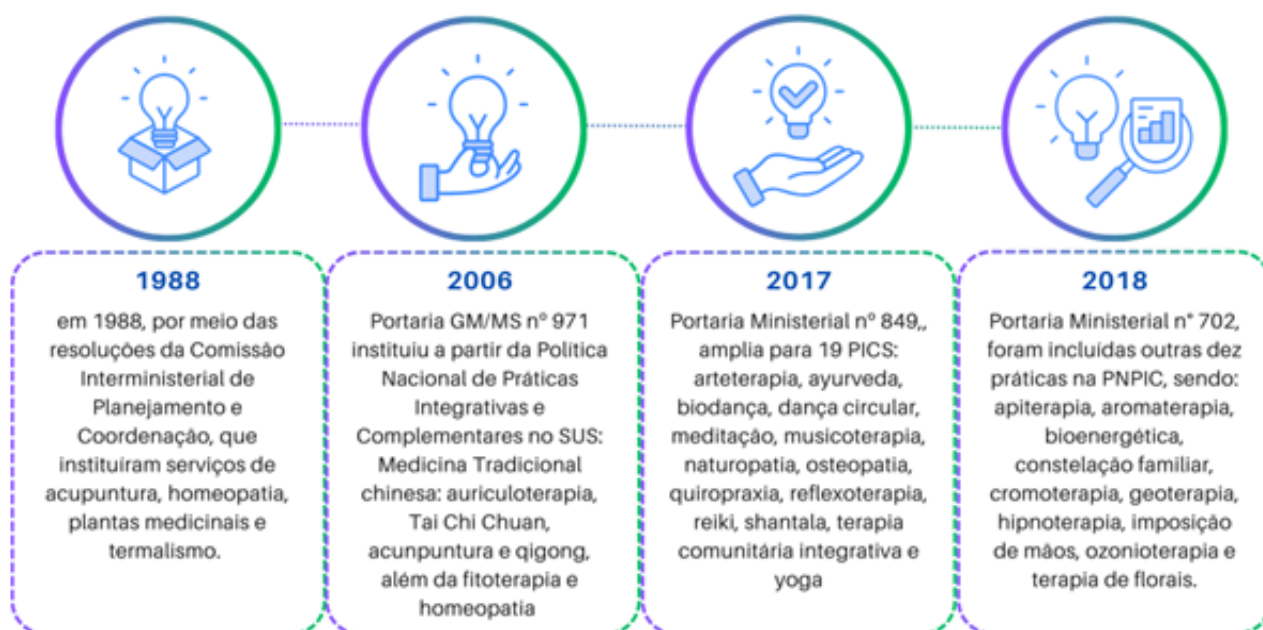 1988
em 1988, por meio das
resoluções da Comissão
Interministerial de
Planejamento e
Coordenação, que
instituíram serviços de
acupuntura, homeopatia,
plantas medicinais e
termalismo.
2006
Portaria GM/MS nº 971
instituiu a partir da Política
Nacional de Práticas
Integrativas e
Complementares no SUS:
Medicina Tradicional
chinesa: auriculoterapia,
Tai Chi Chuan,
acunpuntura e qigong,
além da fitoterapia e
homeopatia
2017
Portaria Ministerial nº 849,,
amplia para 19 PICS:
arteterapia, ayurveda,
biodança, dança circular,
meditação, musicoterapia,
naturopatia, osteopatia,
quiropraxia, reflexoterapia,
reiki, shantala, terapia
comunitária integrativa e
yoga
2018
Portaria Ministerial n° 702,
foram incluídas outras dez
práticas na PNPIC, sendo:
apiterapia, aromaterapia,
bioenergética,
constelação familiar,
cromoterapia, geoterapia,
hipnoterapia, imposição
de mãos, ozonioterapia e
terapia de florais.